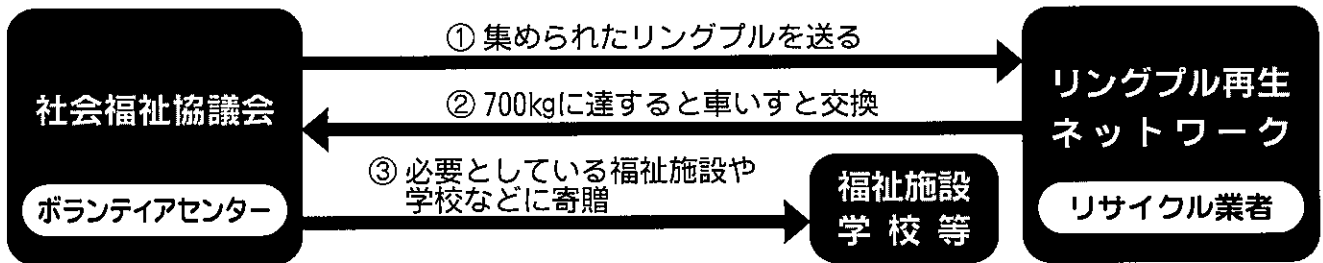 社会福祉協議会
ボランティアセンター
① 集められたリングプルを送る
② 700kgに達すると車いすと交換
③ 必要としている福祉施設や
学校などに寄贈
福祉施設
学校等
リングプル再生
ネットワーク
リサイクル業者